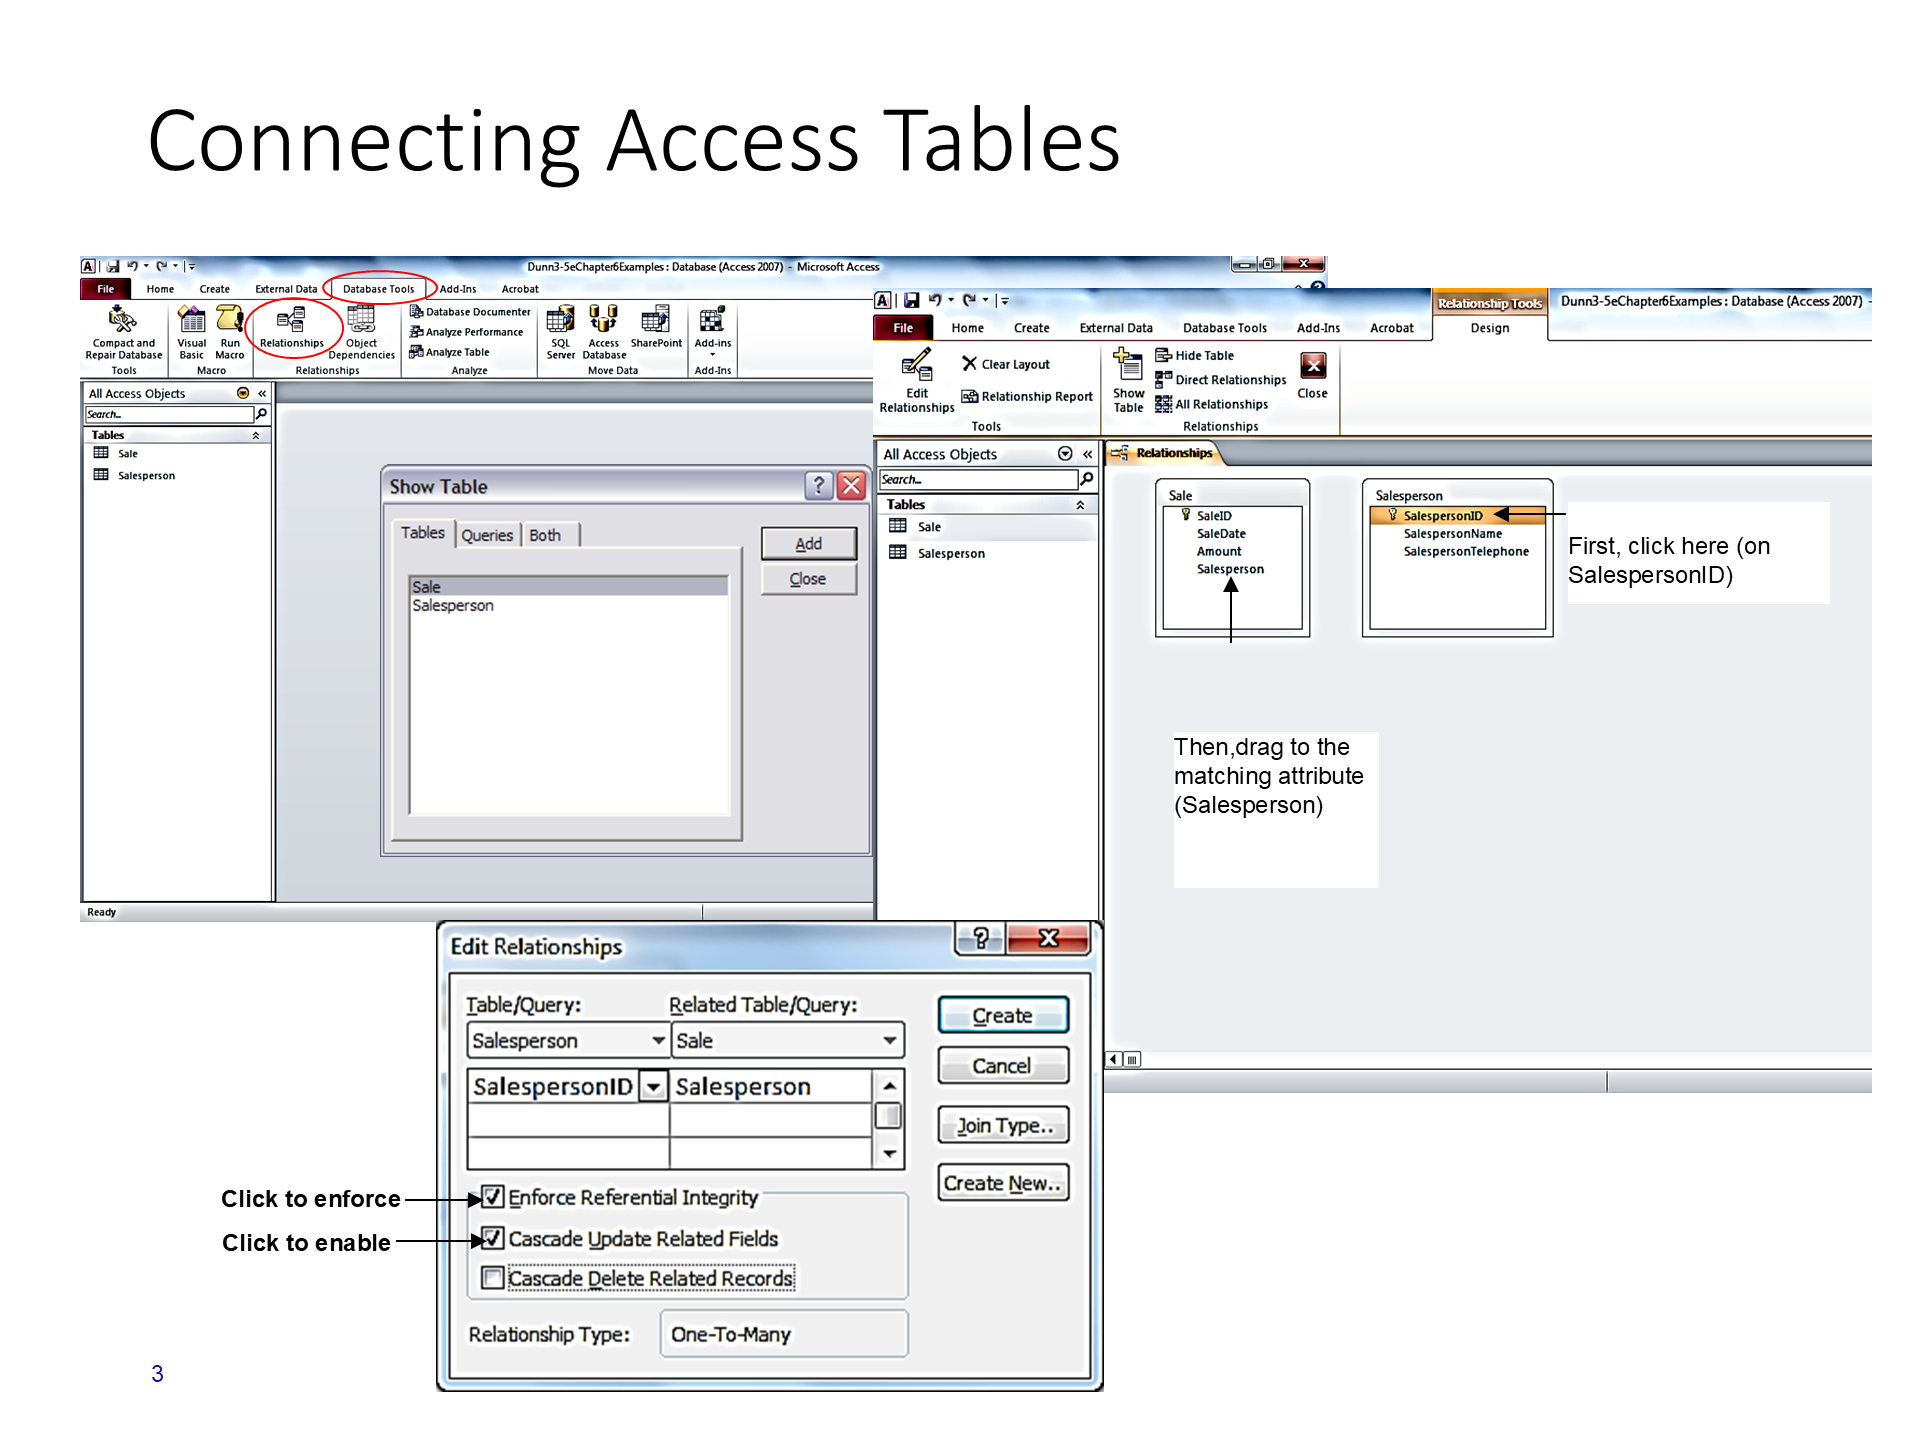 Connecting Access Tables
Dunn3-5eChapter6Examples : Database (Access 2007) - Microsoft Access
File Home Create External Data Database Tools Add-Ins Acrobat
Compact and
Repair Database
Tools
Visual
Basic
Run
Macro
Macro
Relationships
Object
Dependencies
Relationships
Database Documenter
Analyze Performance
Analyze Table
Analyze
SQL
Server
Access
Database
SharePoint
Move Data
Add-ins
Add-Ins
All Access Objects
Search...
Tables
Sale
Salesperson
Show Table
Tables Queries Both
Sale
Salesperson
Add
Close
Ready
Relationship Tools
Dunn3-5eChapter6Examples : Database (Access 2007) -
File Home Create External Data Database Tools Add-Ins Acrobat Design
Edit
Relationships
Clear Layout
Relationship Report
Tools
Show
Table
Hide Table
Direct Relationships
All Relationships
Relationships
Close
All Access Objects
Search...
Tables
Sale
Salesperson
Relationships
Sale
SaleID
SaleDate
Amount
Salesperson
Salesperson
SalespersonID
SalespersonName
SalespersonTelephone
First, click here (on
SalespersonID)
Then,drag to the
matching attribute
(Salesperson)
Edit Relationships
Table/Query: Related Table/Query:
Salesperson Sale
SalespersonID Salesperson
Create
Cancel
Join Type..
Create New..
Click to enforce
Enforce Referential Integrity
Click to enable
Cascade Update Related Fields
Cascade Delete Related Records
Relationship Type: One-To-Many
3